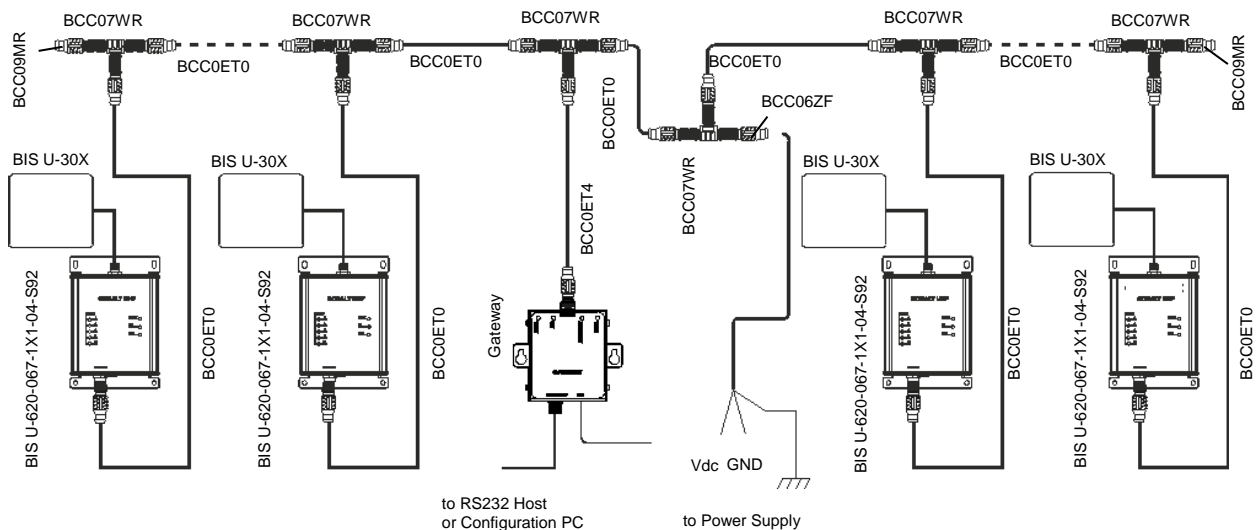 BCC07WR
BCC07WR
BCC07WR
BCC07WR
BCC07WR
BCC09MR
BCC0ET0
BCC0ET0
BCC0ET0
BCC0ET0
BCC0ET0
BCC09MR
BCC06ZF
BCC07WR
BIS U-30X
BIS U-30X
BIS U-30X
BIS U-30X
BCC0ET4
BIS U-620-067-1X1-04-S92
BCC0ET0
BIS U-620-067-1X1-04-S92
BCC0ET0
Gateway
BIS U-620-067-1X1-04-S92
BCC0ET0
BIS U-620-067-1X1-04-S92
BCC0ET0
Vdc GND
to RS232 Host
or Configuration PC
to Power Supply